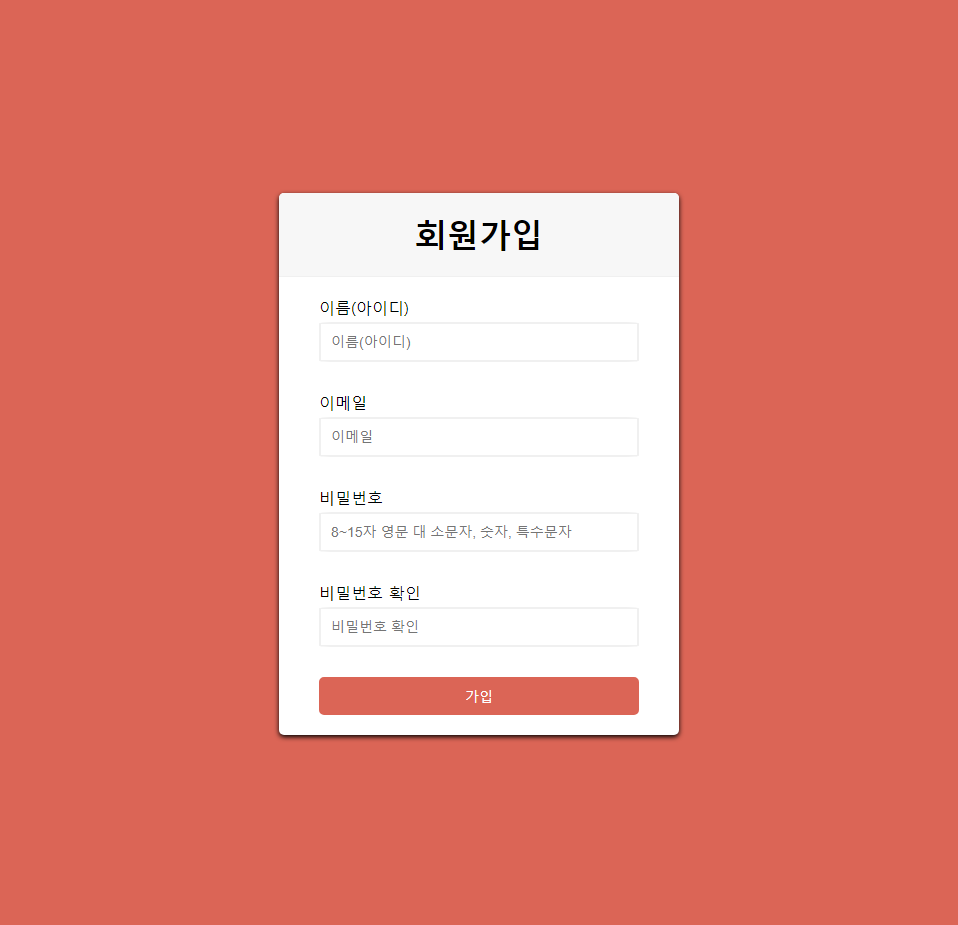 회원가입
이름(아이디)
이름(아이디)
이메일
이메일
비밀번호
8~15자 영문 대 소문자, 숫자, 특수문자
비밀번호 확인
비밀번호 확인
가입